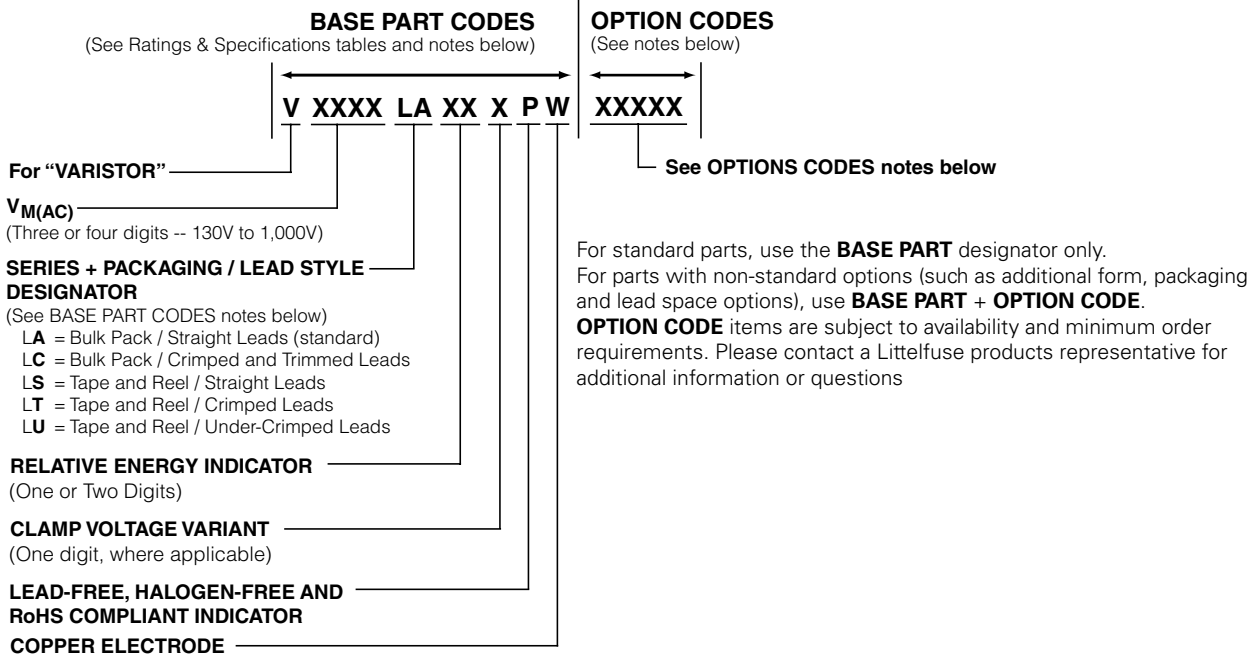 BASE PART CODES
(See Ratings & Specifications tables and notes below)
OPTION CODES
(See notes below)
V XXXX LA XX X P W XXXXX
For “VARISTOR”
See OPTIONS CODES notes below
VM(AC)
(Three or four digits -- 130V to 1,000V)
SERIES + PACKAGING / LEAD STYLE
DESIGNATOR
(See BASE PART CODES notes below)
LA = Bulk Pack / Straight Leads (standard)
LC = Bulk Pack / Crimped and Trimmed Leads
LS = Tape and Reel / Straight Leads
LT = Tape and Reel / Crimped Leads
LU = Tape and Reel / Under-Crimped Leads
RELATIVE ENERGY INDICATOR
(One or Two Digits)
CLAMP VOLTAGE VARIANT
(One digit, where applicable)
LEAD-FREE, HALOGEN-FREE AND
RoHS COMPLIANT INDICATOR
COPPER ELECTRODE
For standard parts, use the BASE PART designator only.
For parts with non-standard options (such as additional form, packaging
and lead space options), use BASE PART + OPTION CODE.
OPTION CODE items are subject to availability and minimum order
requirements. Please contact a Littelfuse products representative for
additional information or questions